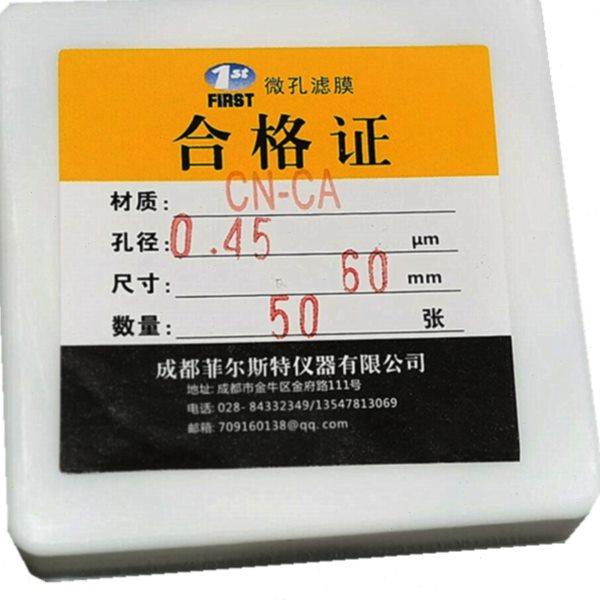 1st
FIRST 微孔滤膜
合格证
材质: CN-CA
孔径: 0.45 μm
尺寸: 60 mm
数量: 50 张
成都菲尔斯特仪器有限公司
地址: 成都市金牛区金府路111号
电话: 028- 84332349/13547813069
邮箱: 709160138@qq. com